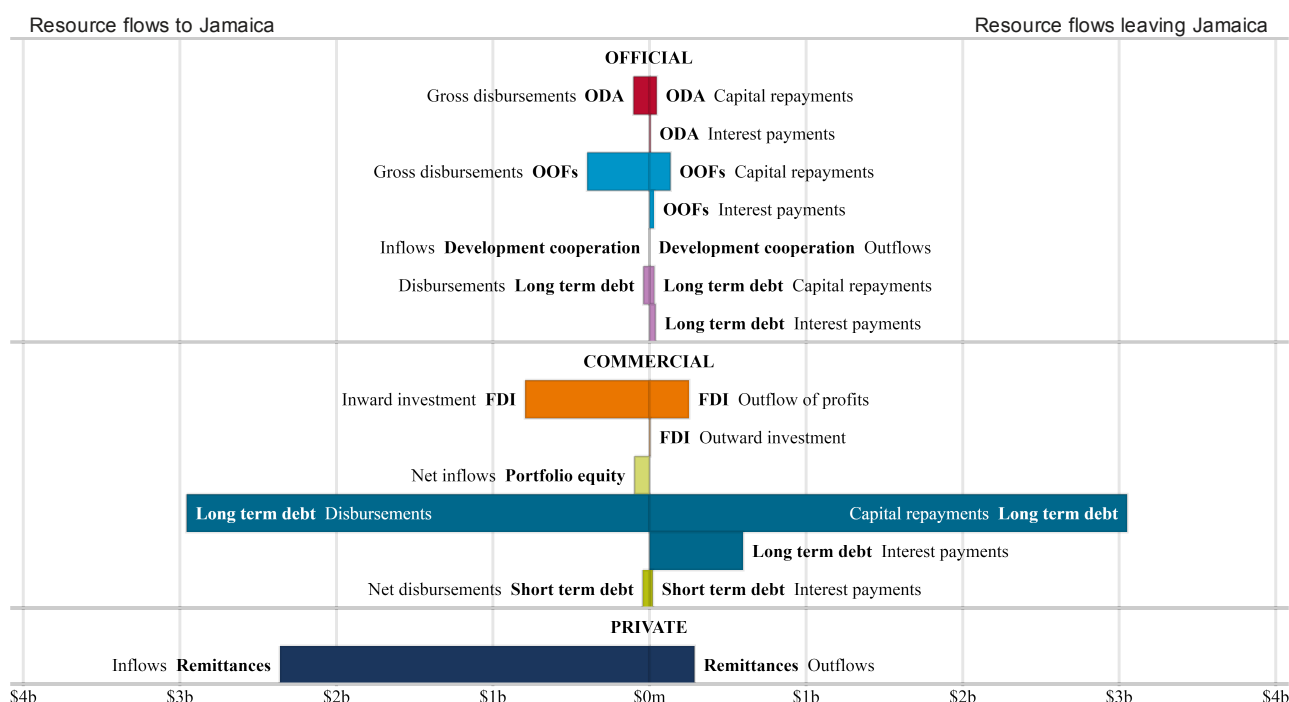 Resource flows to Jamaica Resource flows leaving Jamaica
OFFICIAL
Gross disbursements ODA ODA Capital repayments
ODA Interest payments
Gross disbursements OOFs OOFs Capital repayments
OOFs Interest payments
Inflows Development cooperation Development cooperation Outflows
Disbursements Long term debt Long term debt Capital repayments
Long term debt Interest payments
COMMERCIAL
Inward investment FDI FDI Outflow of profits
FDI Outward investment
Net inflows Portfolio equity
Long term debt Disbursements Capital repayments Long term debt
Long term debt Interest payments
Net disbursements Short term debt Short term debt Interest payments
PRIVATE
Inflows Remittances Remittances Outflows
$4b $3b $2b $1b $0m $1b $2b $3b $4b